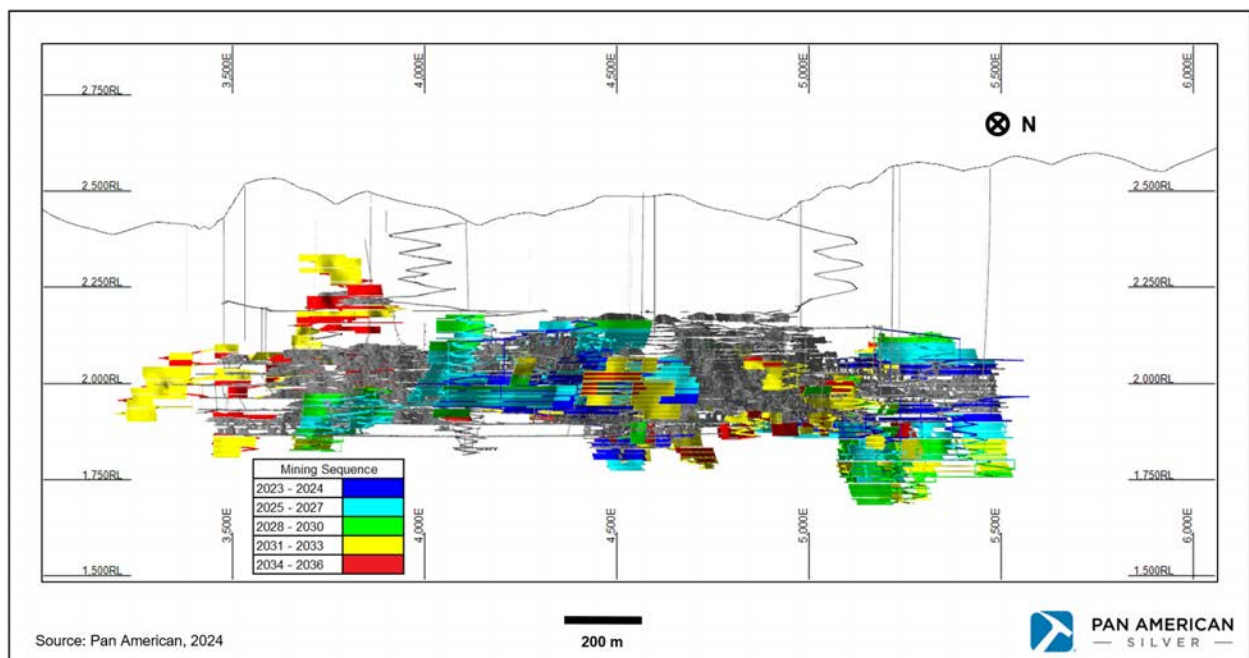 3,500E
4,000E
4,500E
5,000E
5,500E
6,000E
2,750RL
N
2,500RL
2,500RL
2,250RL
2,250RL
2,000RL
2,000RL
1,750RL
1,750RL
Mining Sequence
2023 - 2024
2025 - 2027
2028 - 2030
2031 - 2033
2034 - 2036
3,500E
4,000E
4,500E
5,000E
5,500E
6,000E
1,500RL
1,500RL
Source: Pan American, 2024
200 m
PAN AMERICAN
— SILVER —